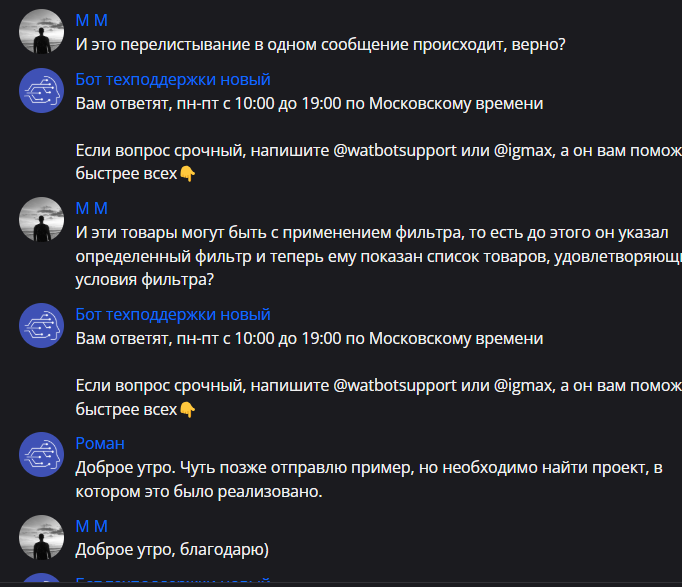 М М
И это перелистывание в одном сообщение происходит, верно?
Бот техподдержки новый
Вам ответят, пн-пт с 10:00 до 19:00 по Московскому времени
Если вопрос срочный, напишите @watbotsupport или @igmax, а он вам помож
быстрее всех👇
М М
И эти товары могут быть с применением фильтра, то есть до этого он указал
определенный фильтр и теперь ему показан список товаров, удовлетворяющ
условия фильтра?
Бот техподдержки новый
Вам ответят, пн-пт с 10:00 до 19:00 по Московскому времени
Если вопрос срочный, напишите @watbotsupport или @igmax, а он вам помож
быстрее всех👇
Роман
Доброе утро. Чуть позже отправлю пример, но необходимо найти проект, в
котором это было реализовано.
М М
Доброе утро, благодарю)